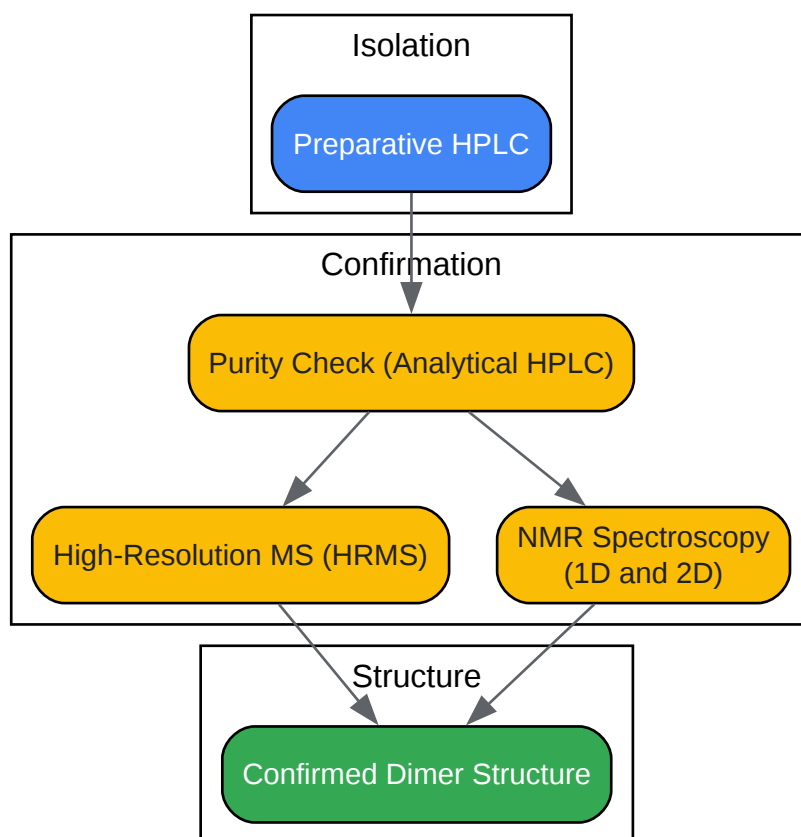 Isolation
Preparative HPLC
Confirmation
Purity Check (Analytical HPLC)
High-Resolution MS (HRMS)
NMR Spectroscopy
(1D and 2D)
Structure
Confirmed Dimer Structure